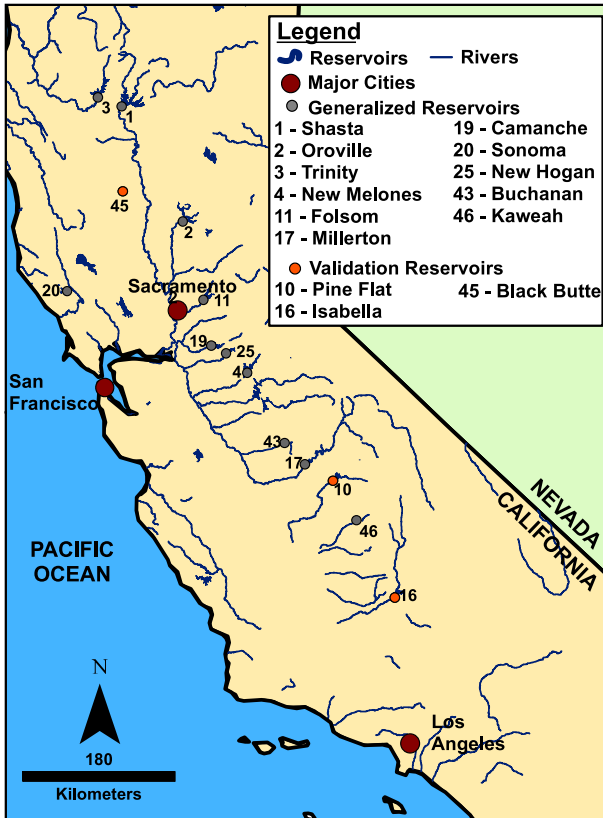 Legend
Reservoirs Rivers
Major Cities
Generalized Reservoirs
1 - Shasta
2 - Oroville
3 - Trinity
4 - New Melones
11 - Folsom
17 - Millerton
19 - Camanche
20 - Sonoma
25 - New Hogan
43 - Buchanan
46 - Kaweah
Validation Reservoirs
10 - Pine Flat
16 - Isabella
45 - Black Butte
3
1
45
2
20
Sacramento
2
11
19
25
4
San
Francisco
43
17
10
46
NEVADA
CALIFORNIA
PACIFIC
OCEAN
16
N
180
Kilometers
Los
Angeles